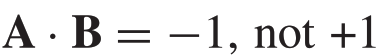 A · B = −1, not +1